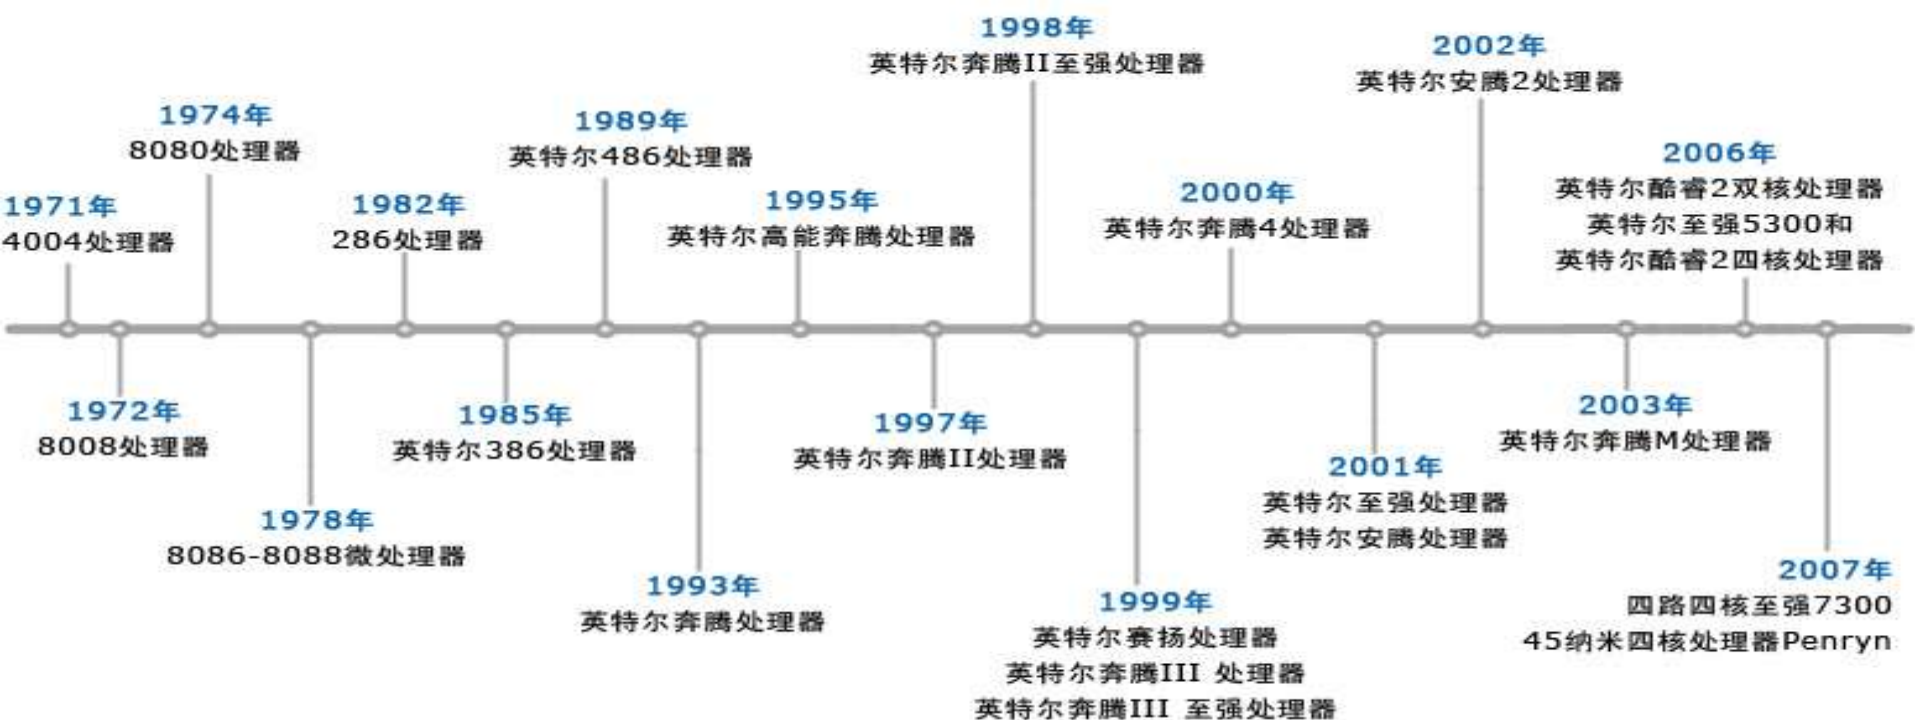 1971年
4004处理器
1972年
8008处理器
1974年
8080处理器
1978年
8086-8088微处理器
1982年
286处理器
1985年
英特尔386处理器
1989年
英特尔486处理器
1993年
英特尔奔腾处理器
1995年
英特尔高能奔腾处理器
1997年
英特尔奔腾II处理器
1998年
英特尔奔腾II至强处理器
1999年
英特尔赛扬处理器
英特尔奔腾III 处理器
英特尔奔腾III 至强处理器
2000年
英特尔奔腾4处理器
2001年
英特尔至强处理器
英特尔安腾处理器
2002年
英特尔安腾2处理器
2003年
英特尔奔腾M处理器
2006年
英特尔酷睿2双核处理器
英特尔至强5300和
英特尔酷睿2四核处理器
2007年
四路四核至强7300
45纳米四核处理器Penryn